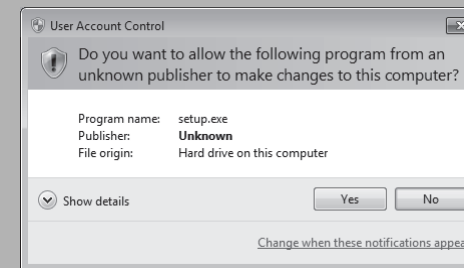 User Account Control
Do you want to allow the following program from an
unknown publisher to make changes to this computer?
Program name: setup.exe
Publisher: Unknown
File origin: Hard drive on this computer
Show details
Yes No
Change when these notifications appea